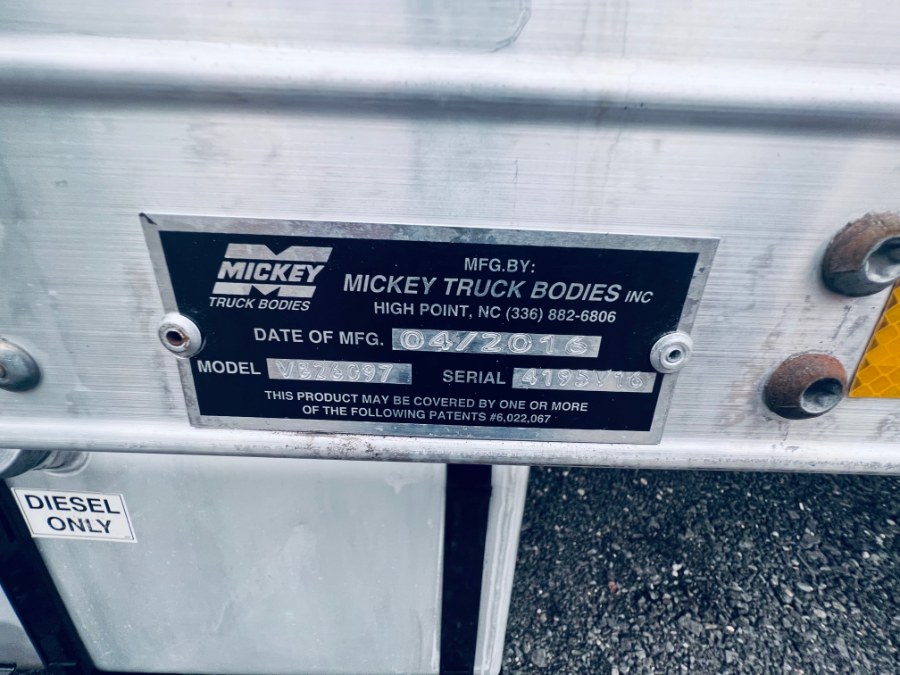 MICKEY
TRUCK BODIES
MFG.BY:
MICKEY TRUCK BODIES INC
HIGH POINT, NC (336) 882-6806
DATE OF MFG. 04/2016
MODEL SERIAL
THIS PRODUCT MAY BE COVERED BY ONE OR MORE
OF THE FOLLOWING PATENTS #6,022,067
DIESEL
ONLY